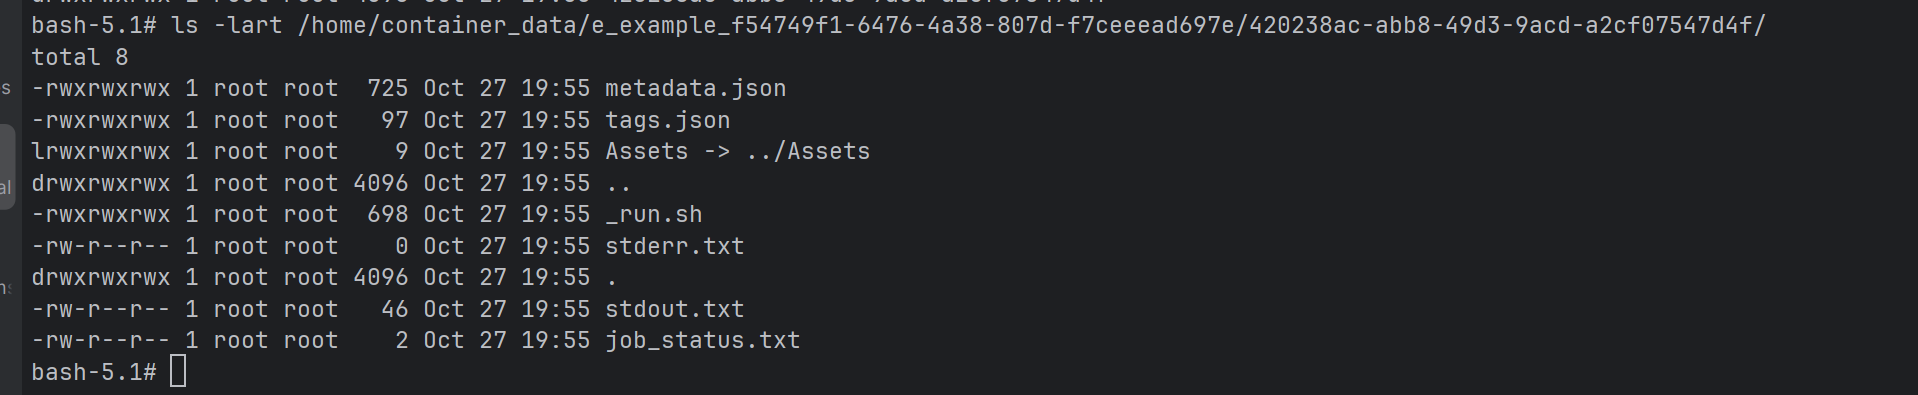 bash-5.1# ls -lart /home/container_data/e_example_f54749f1-6476-4a38-807d-f7ceeead697e/420238ac-abb8-49d3-9acd-a2cf07547d4f/
total 8
-rwxrwxrwx 1 root root  725 Oct 27 19:55 metadata.json
-rwxrwxrwx 1 root root   97 Oct 27 19:55 tags.json
lrwxrwxrwx 1 root root    9 Oct 27 19:55 Assets -> ../Assets
drwxrwxrwx 1 root root 4096 Oct 27 19:55 ..
-rwxrwxrwx 1 root root  698 Oct 27 19:55 _run.sh
-rw-r--r-- 1 root root    0 Oct 27 19:55 stderr.txt
drwxrwxrwx 1 root root 4096 Oct 27 19:55 .
-rw-r--r-- 1 root root   46 Oct 27 19:55 stdout.txt
-rw-r--r-- 1 root root    2 Oct 27 19:55 job_status.txt
bash-5.1#